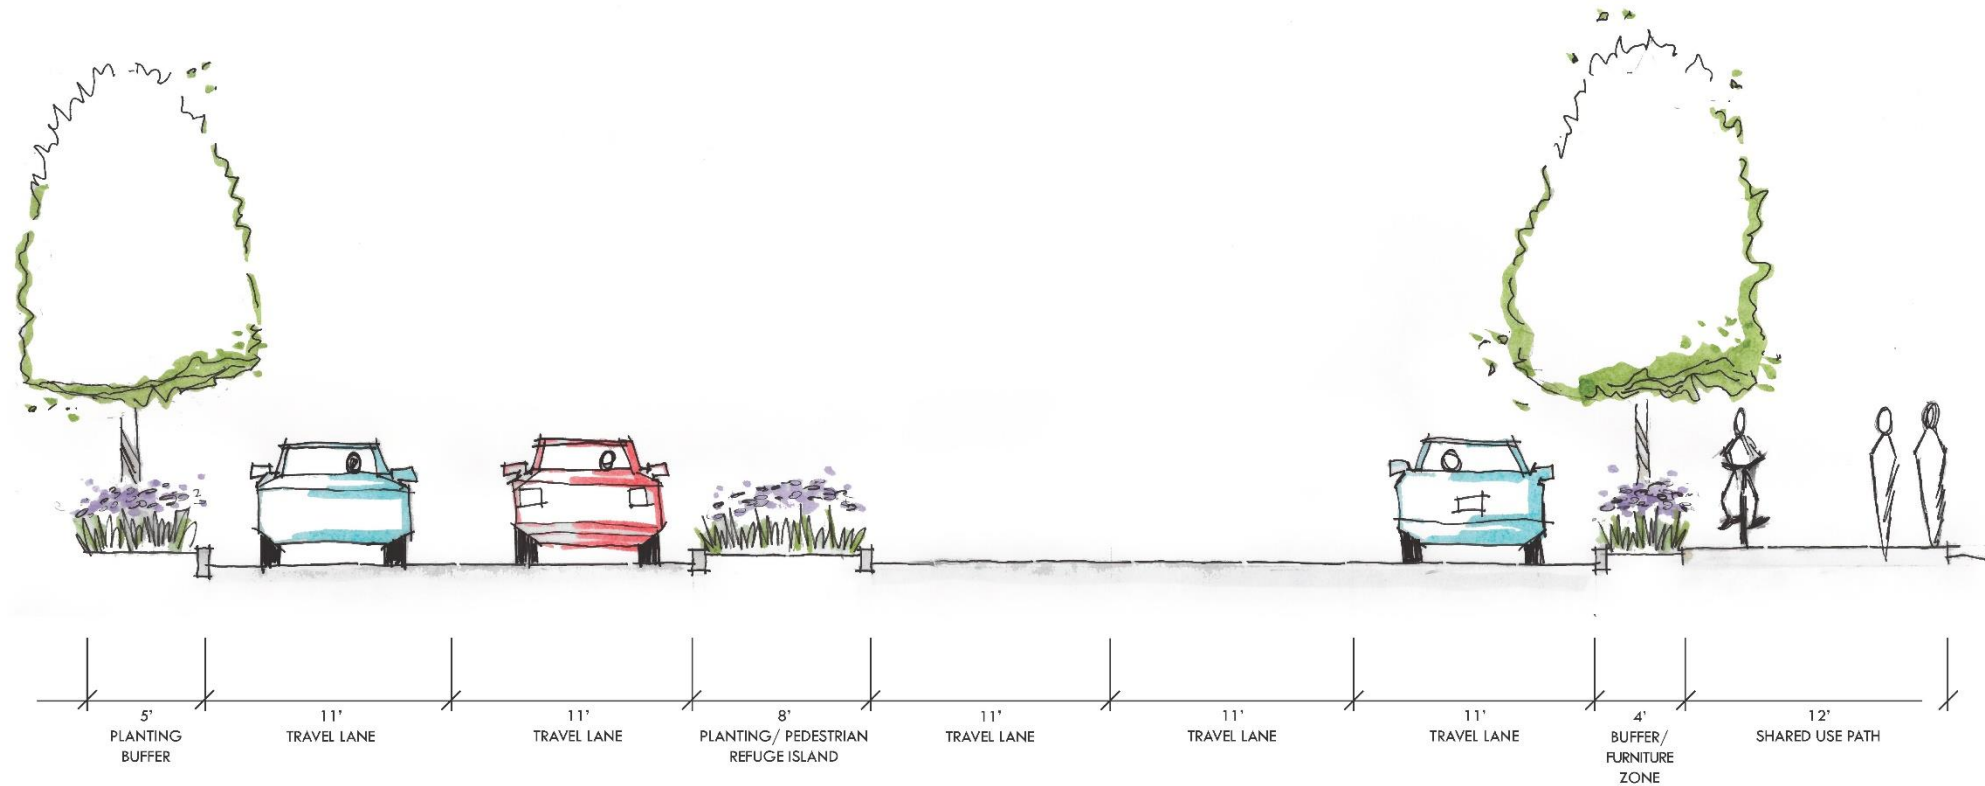 5'
PLANTING
BUFFER
11'
TRAVEL LANE
11'
TRAVEL LANE
8'
PLANTING/ PEDESTRIAN
REFUGE ISLAND
11'
TRAVEL LANE
11'
TRAVEL LANE
11'
TRAVEL LANE
4'
BUFFER/
FURNITURE
ZONE
12'
SHARED USE PATH